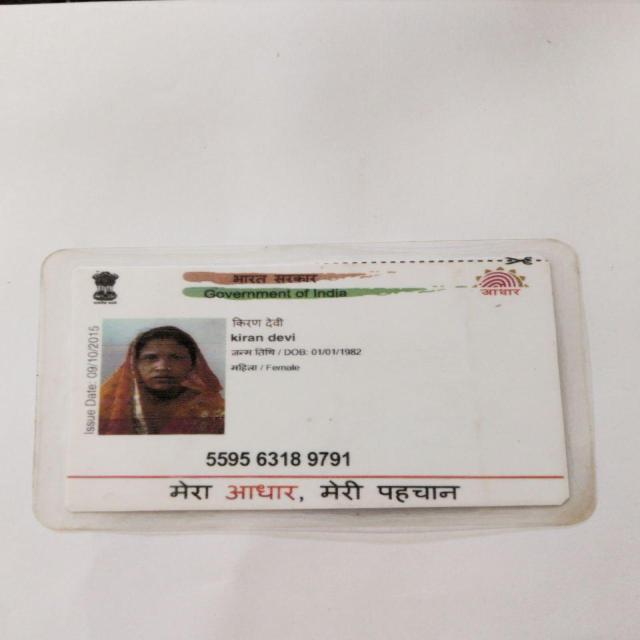 भारत सरकार
Government of India
आधार
Issue Date: 09/10/2015
किरण देवी
kiran devi
जन्म तिथि / DOB: 01/01/1982
महिला / Female
5595 6318 9791
मेरा आधार, मेरी पहचान